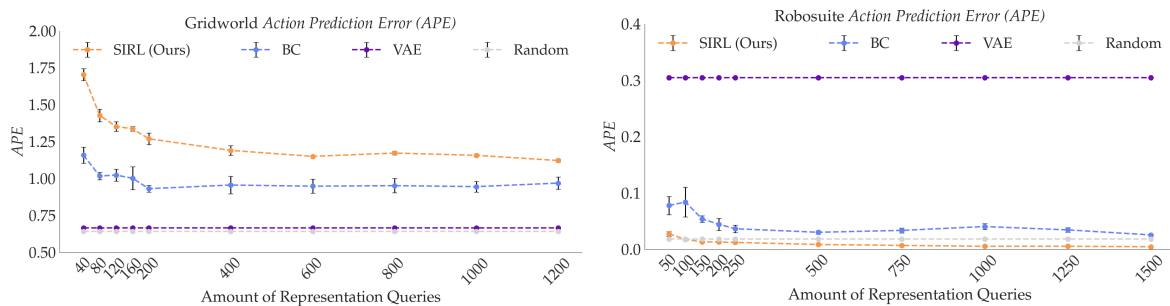 Gridworld Action Prediction Error (APE)
SIRL (Ours) BC VAE Random
2.00
1.75
1.50
1.25
1.00
0.75
0.50
APE
40 80 120 160 200 400 600 800 1000 1200
Amount of Representation Queries
Robosuite Action Prediction Error (APE)
SIRL (Ours) BC VAE Random
0.4
0.3
0.2
0.1
0.0
APE
50 100 150 200 250 500 750 1000 1250 1500
Amount of Representation Queries